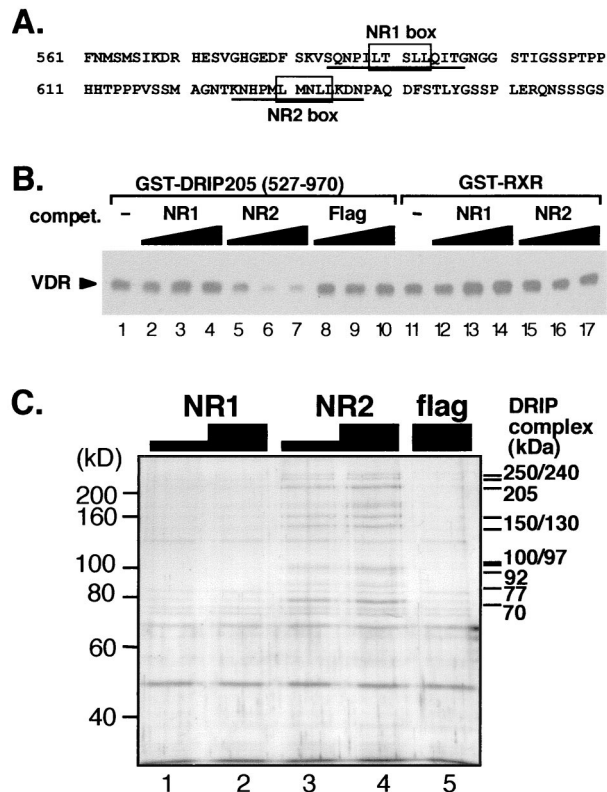 A.
NR1 box
561 FNMSMSIKDR HESVGHGEDF SKVSQNPILT SLLQITGNGG STIGSSPTPP
611 HHTPPPVSSM AGNTKNHPML MNLLKDNPAQ DFSTLYGSSP LERQNSSSGS
NR2 box
B.
GST-DRIP205 (527-970) GST-RXR
compet. – NR1 NR2 Flag – NR1 NR2
VDR
1 2 3 4 5 6 7 8 9 10 11 12 13 14 15 16 17
C.
NR1 NR2 flag DRIP complex (kDa)
(kD)
250/240
200 205
160 150/130
100 100/97
92
80 77
70
60
40
1 2 3 4 5